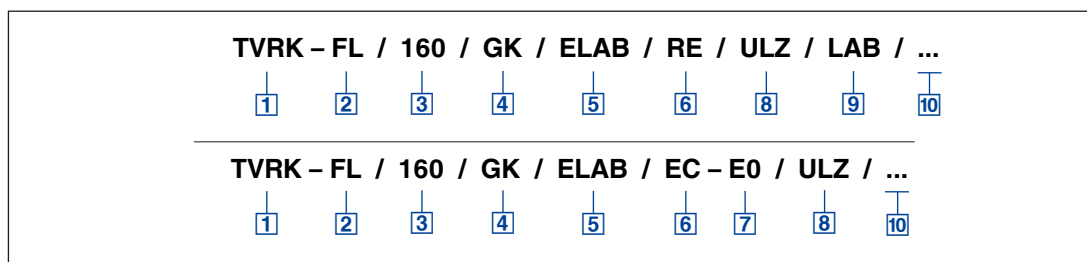 TVRK – FL / 160 / GK / ELAB / RE / ULZ / LAB / ...
1 2 3 4 5 6 8 9 10
TVRK – FL / 160 / GK / ELAB / EC – E0 / ULZ / ...
1 2 3 4 5 6 7 8 10